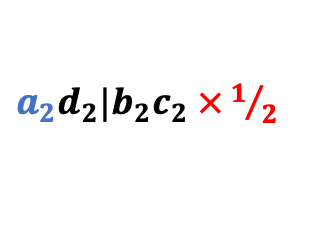 a₂d₂|b₂c₂ × ¹/₂